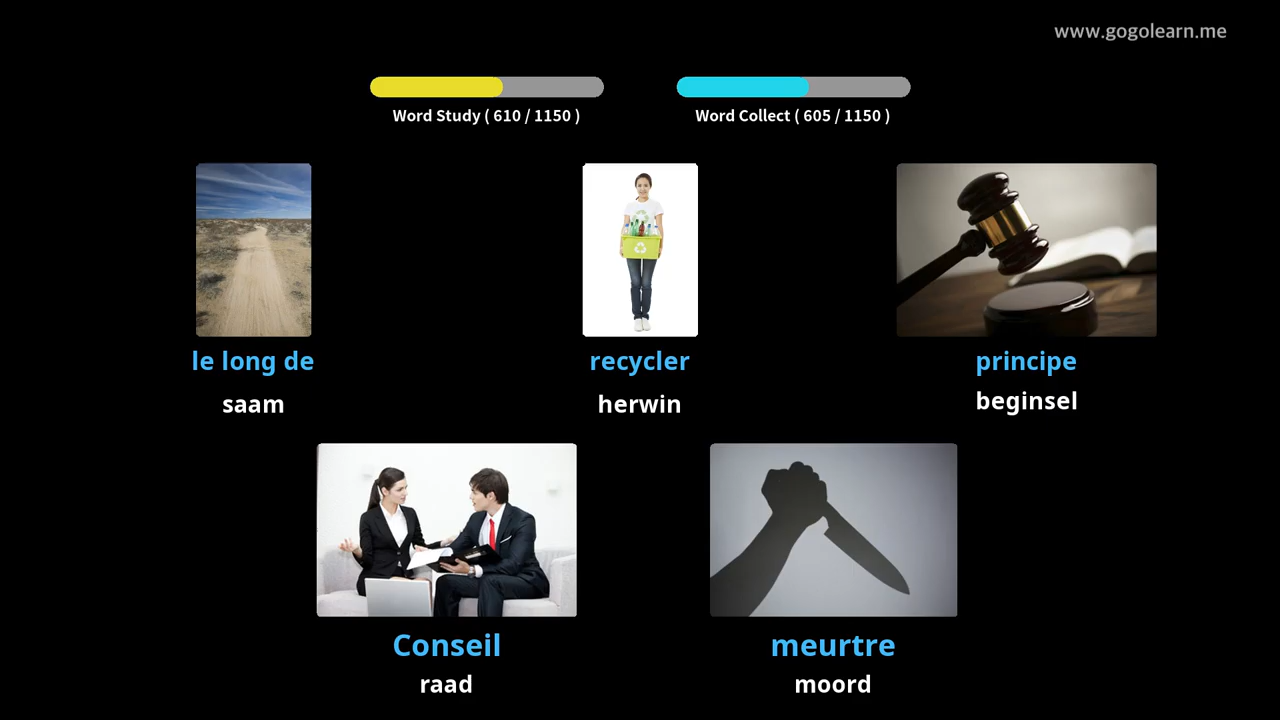 www.gogolearn.me
Word Study ( 610 / 1150 )
Word Collect ( 605 / 1150 )
le long de
saam
recycler
herwin
principe
beginsel
Conseil
raad
meurtre
moord